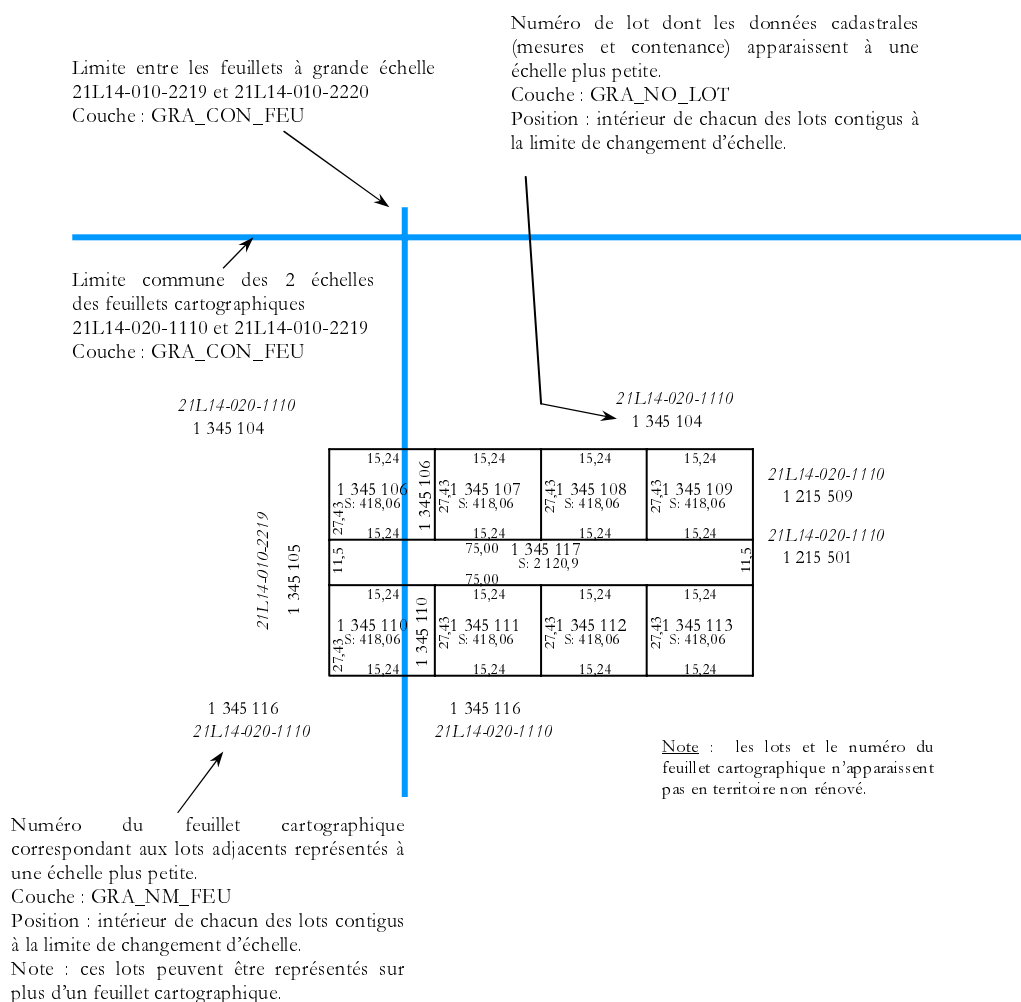 Numéro de lot dont les données cadastrales
(mesures et contenance) apparaissent à une
échelle plus petite.
Couche : GRA_NO_LOT
Position : intérieur de chacun des lots contigus à
la limite de changement d'échelle.
Limite entre les feuillets à grande échelle
21L14-010-2219 et 21L14-010-2220
Couche : GRA_CON_FEU
Limite commune des 2 échelles
des feuillets cartographiques
21L14-020-1110 et 21L14-010-2219
Couche : GRA_CON_FEU
21L14-020-1110
1 345 104
21L14-020-1110
1 345 104
15,24
15,24
15,24
15,24
1 345 106
S: 418,06
27,43
15,24
1 345 106
1 345 107
S: 418,06
27,43
15,24
1 345 108
S: 418,06
27,43
15,24
1 345 109
S: 418,06
27,43
15,24
21L14-020-1110
1 215 509
21L14-020-1110
1 215 501
21L14-010-2219
1 345 105
11,5
75,00
1 345 117
S: 2 120,9
75,00
11,5
15,24
15,24
15,24
15,24
1 345 110
S: 418,06
27,43
15,24
1 345 110
1 345 111
S: 418,06
27,43
15,24
1 345 112
S: 418,06
27,43
15,24
1 345 113
S: 418,06
27,43
15,24
1 345 116
21L14-020-1110
1 345 116
21L14-020-1110
Note : les lots et le numéro du
feuillet cartographique n'apparaissent
pas en territoire non rénové.
Numéro du feuillet cartographique
correspondant aux lots adjacents représentés à
une échelle plus petite.
Couche : GRA_NM_FEU
Position : intérieur de chacun des lots contigus
à la limite de changement d'échelle.
Note : ces lots peuvent être représentés sur
plus d'un feuillet cartographique.